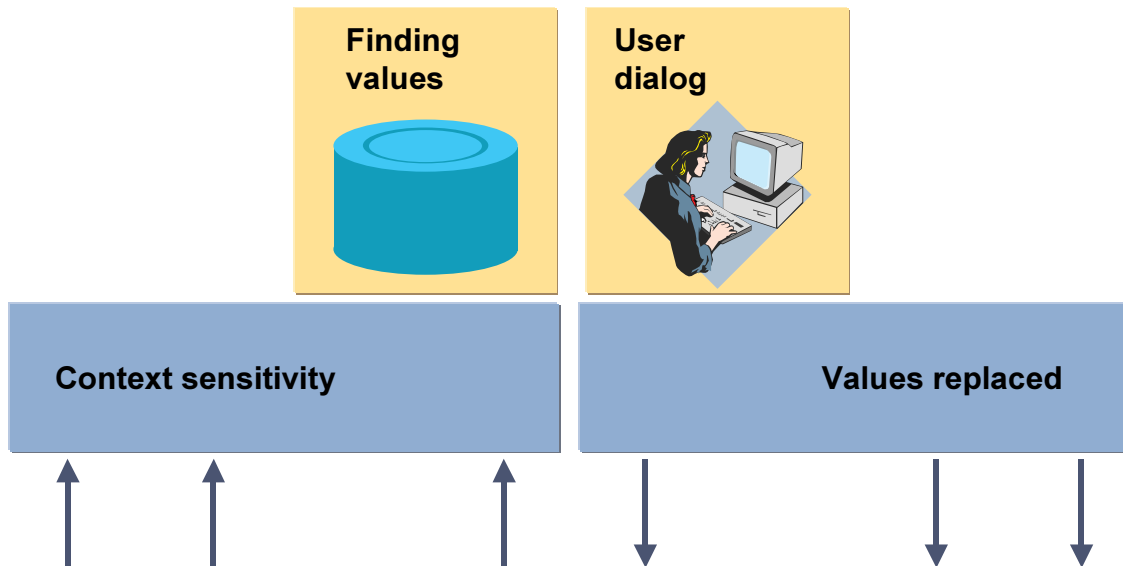 Finding
values
User
dialog
Context sensitivity
Values replaced